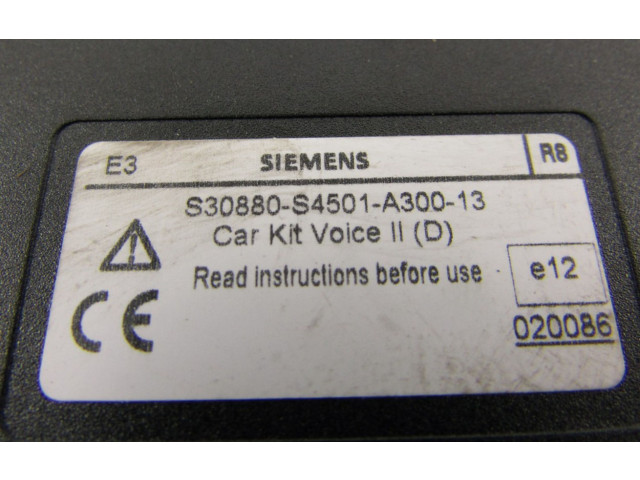 E3 SIEMENS R8
S30880-S4501-A300-13
Car Kit Voice II (D)
Read instructions before use
e12
CE
020086